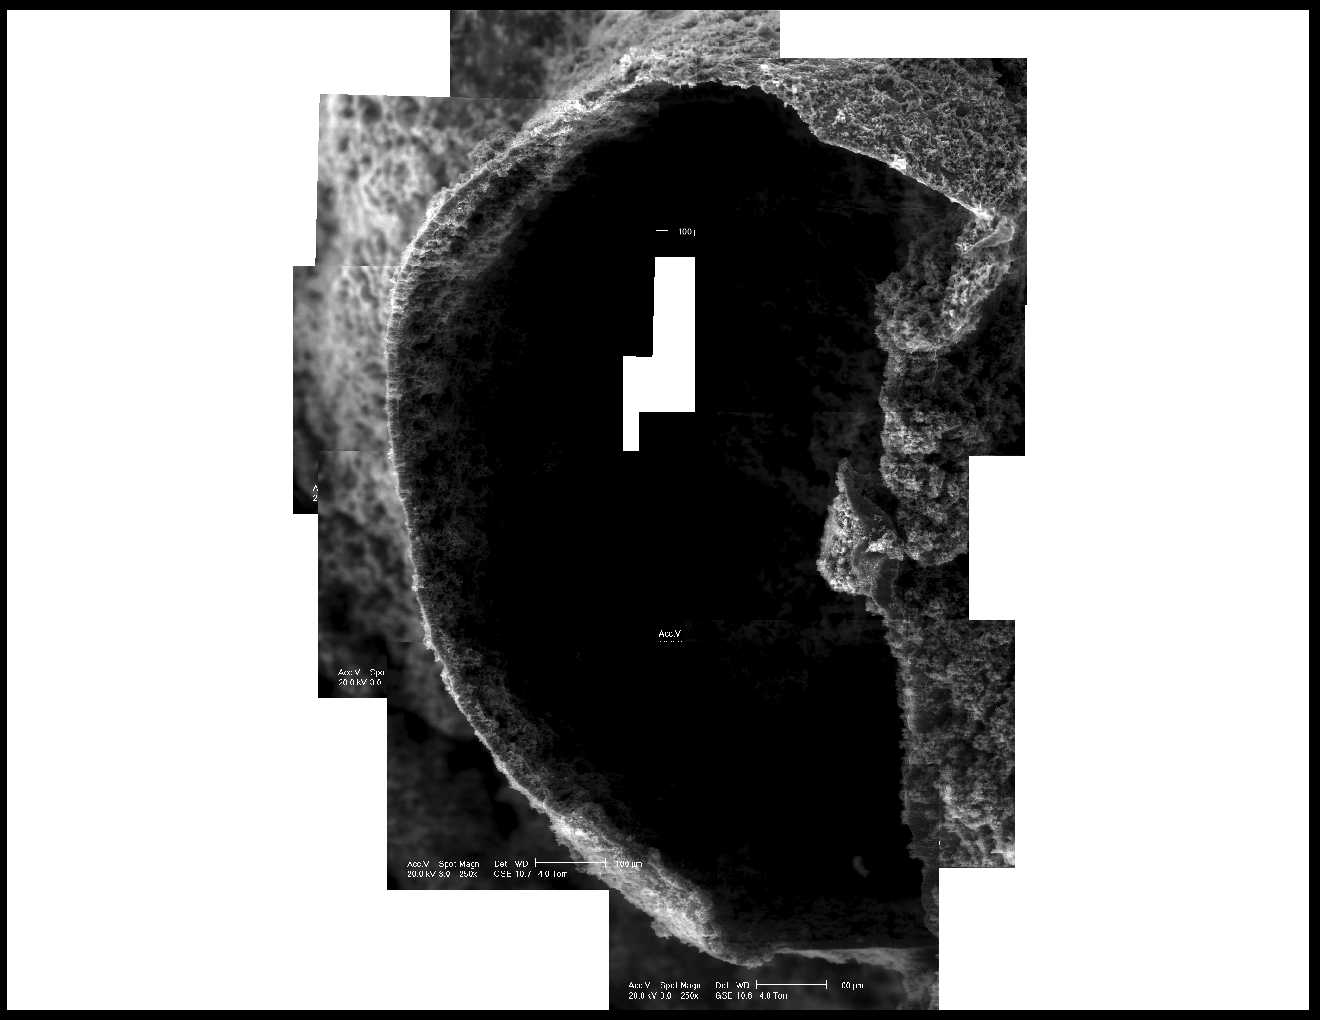 100
Acc.V
Acc.V Spo
20.0 kV 3.0
Acc.V Spot Magn Det WD 100 µm
20.0 kV 3.0 250x GSE 10.7 4.0 Torr
Acc.V Spot Magn Det WD 00 µm
20.0 kV 3.0 250x GSE 10.6 4.0 Torr